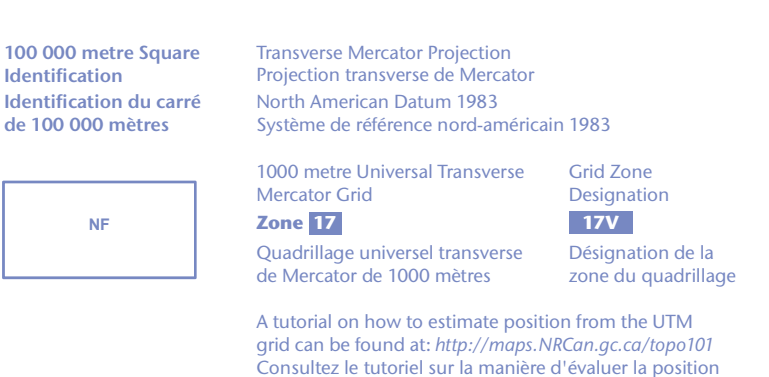 100 000 metre Square
Identification
Identification du carré
de 100 000 mètres
NF
Transverse Mercator Projection
Projection transverse de Mercator
North American Datum 1983
Système de référence nord-américain 1983
1000 metre Universal Transverse
Mercator Grid
Zone 17
Quadrillage universel transverse
de Mercator de 1000 mètres
Grid Zone
Designation
17V
Désignation de la
zone du quadrillage
A tutorial on how to estimate position from the UTM
grid can be found at: http://maps.NRCan.gc.ca/topo101
Consultez le tutoriel sur la manière d'évaluer la position